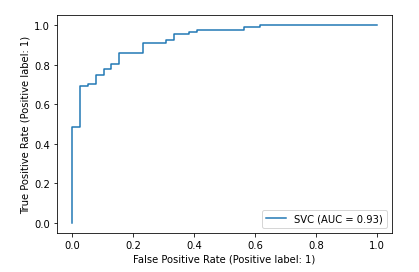 1.0
0.8
0.6
0.4
0.2
0.0
True Positive Rate (Positive label: 1)
SVC (AUC = 0.93)
0.0 0.2 0.4 0.6 0.8 1.0
False Positive Rate (Positive label: 1)